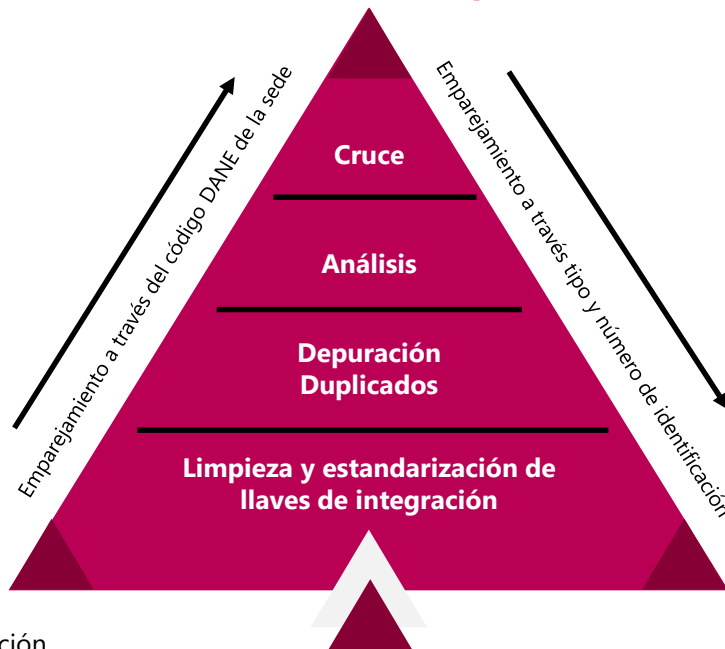 Emparejamiento a través del código DANE de la sede
Emparejamiento a través tipo y número de identificación
Cruce
Análisis
Depuración
Duplicados
Limpieza y estandarización de
llaves de integración